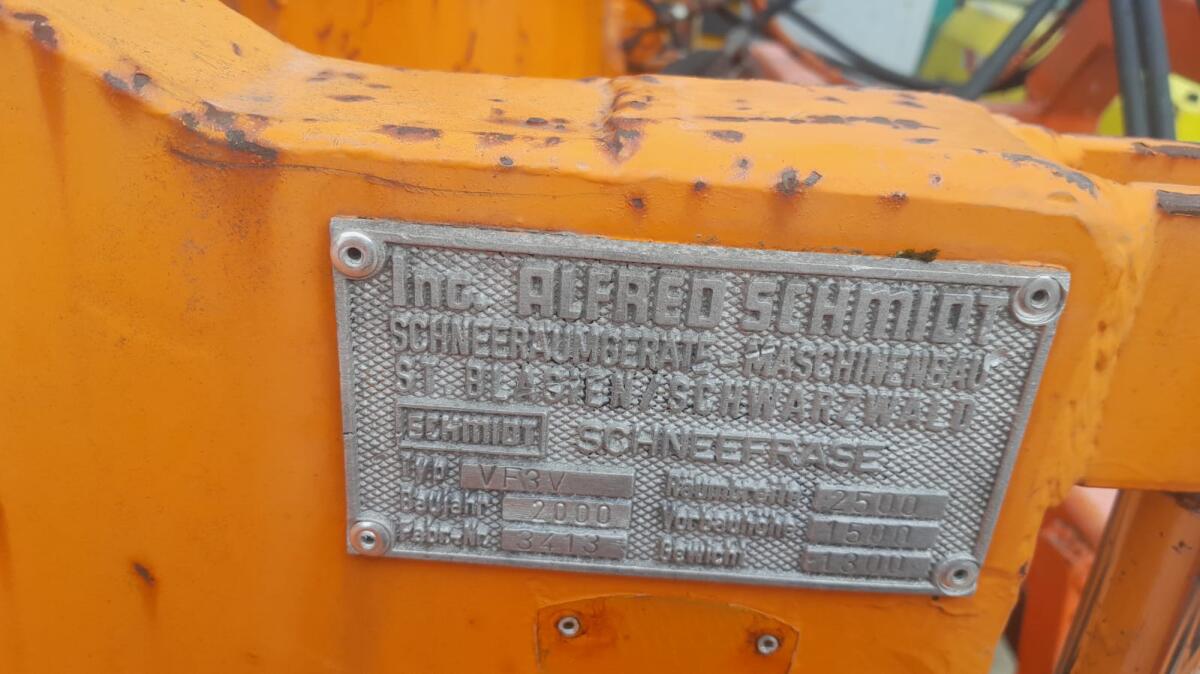 Ing. ALFRED SCHMIDT
SCHNEERÄUMGERÄTE - MASCHINENBAU
ST. BLASIEN/SCHWARZWALD
SCHMIDT SCHNEEFRÄSE
Typ VF3V Räumbreite 2500
Baujahr 2000 Vorbauhöhe 1500
Fabr.Nr. 3413 Gewicht 1300